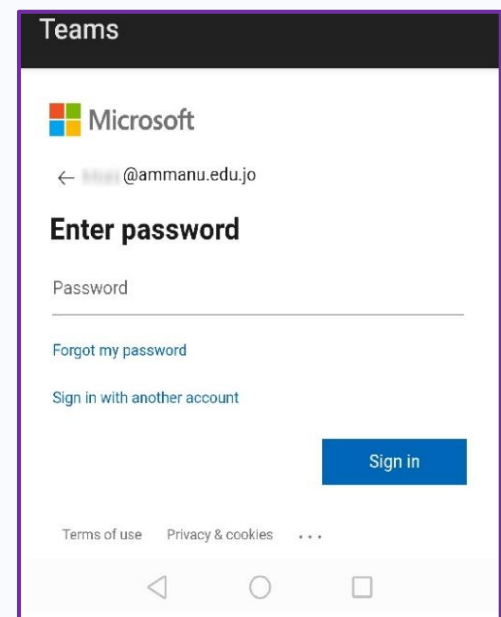 Teams
Microsoft
@ammanu.edu.jo
Enter password
Password
Forgot my password
Sign in with another account
Sign in
Terms of use Privacy & cookies ...